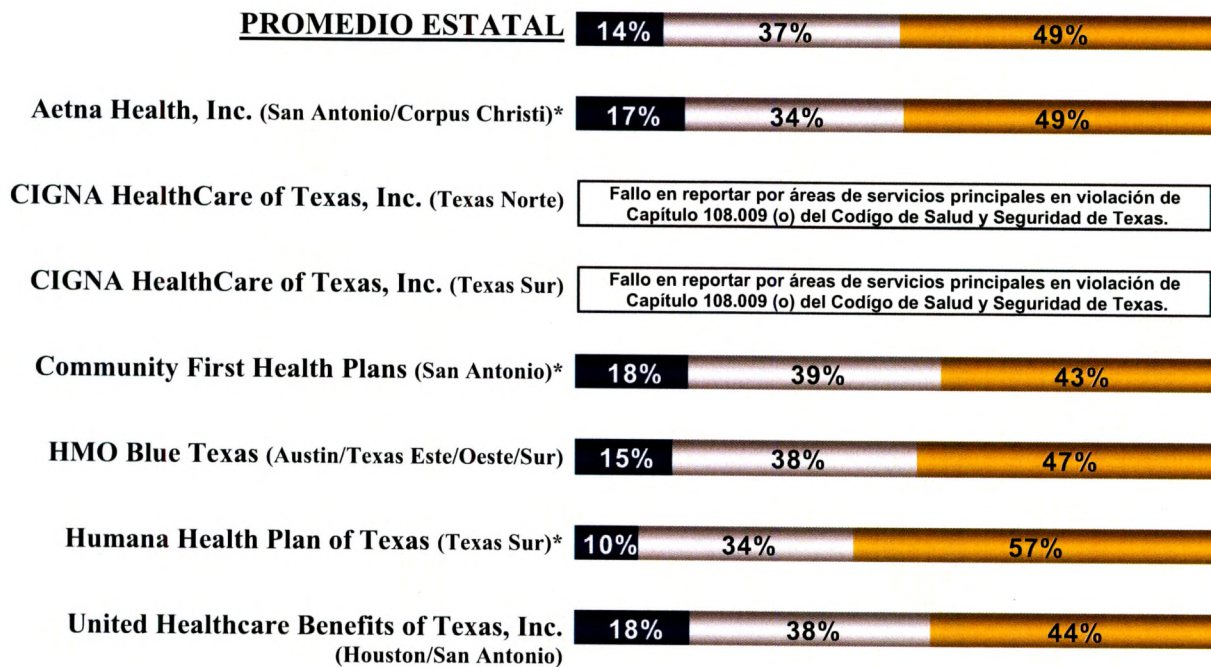 PROMEDIO ESTATAL 14% 37% 49%
Aetna Health, Inc. (San Antonio/Corpus Christi)* 17% 34% 49%
CIGNA HealthCare of Texas, Inc. (Texas Norte) Fallo en reportar por áreas de servicios principales en violación de
Capítulo 108.009 (o) del Codígo de Salud y Seguridad de Texas.
CIGNA HealthCare of Texas, Inc. (Texas Sur) Fallo en reportar por áreas de servicios principales en violación de
Capítulo 108.009 (o) del Codígo de Salud y Seguridad de Texas.
Community First Health Plans (San Antonio)* 18% 39% 43%
HMO Blue Texas (Austin/Texas Este/Oeste/Sur) 15% 38% 47%
Humana Health Plan of Texas (Texas Sur)* 10% 34% 57%
United Healthcare Benefits of Texas, Inc. 18% 38% 44%
(Houston/San Antonio)